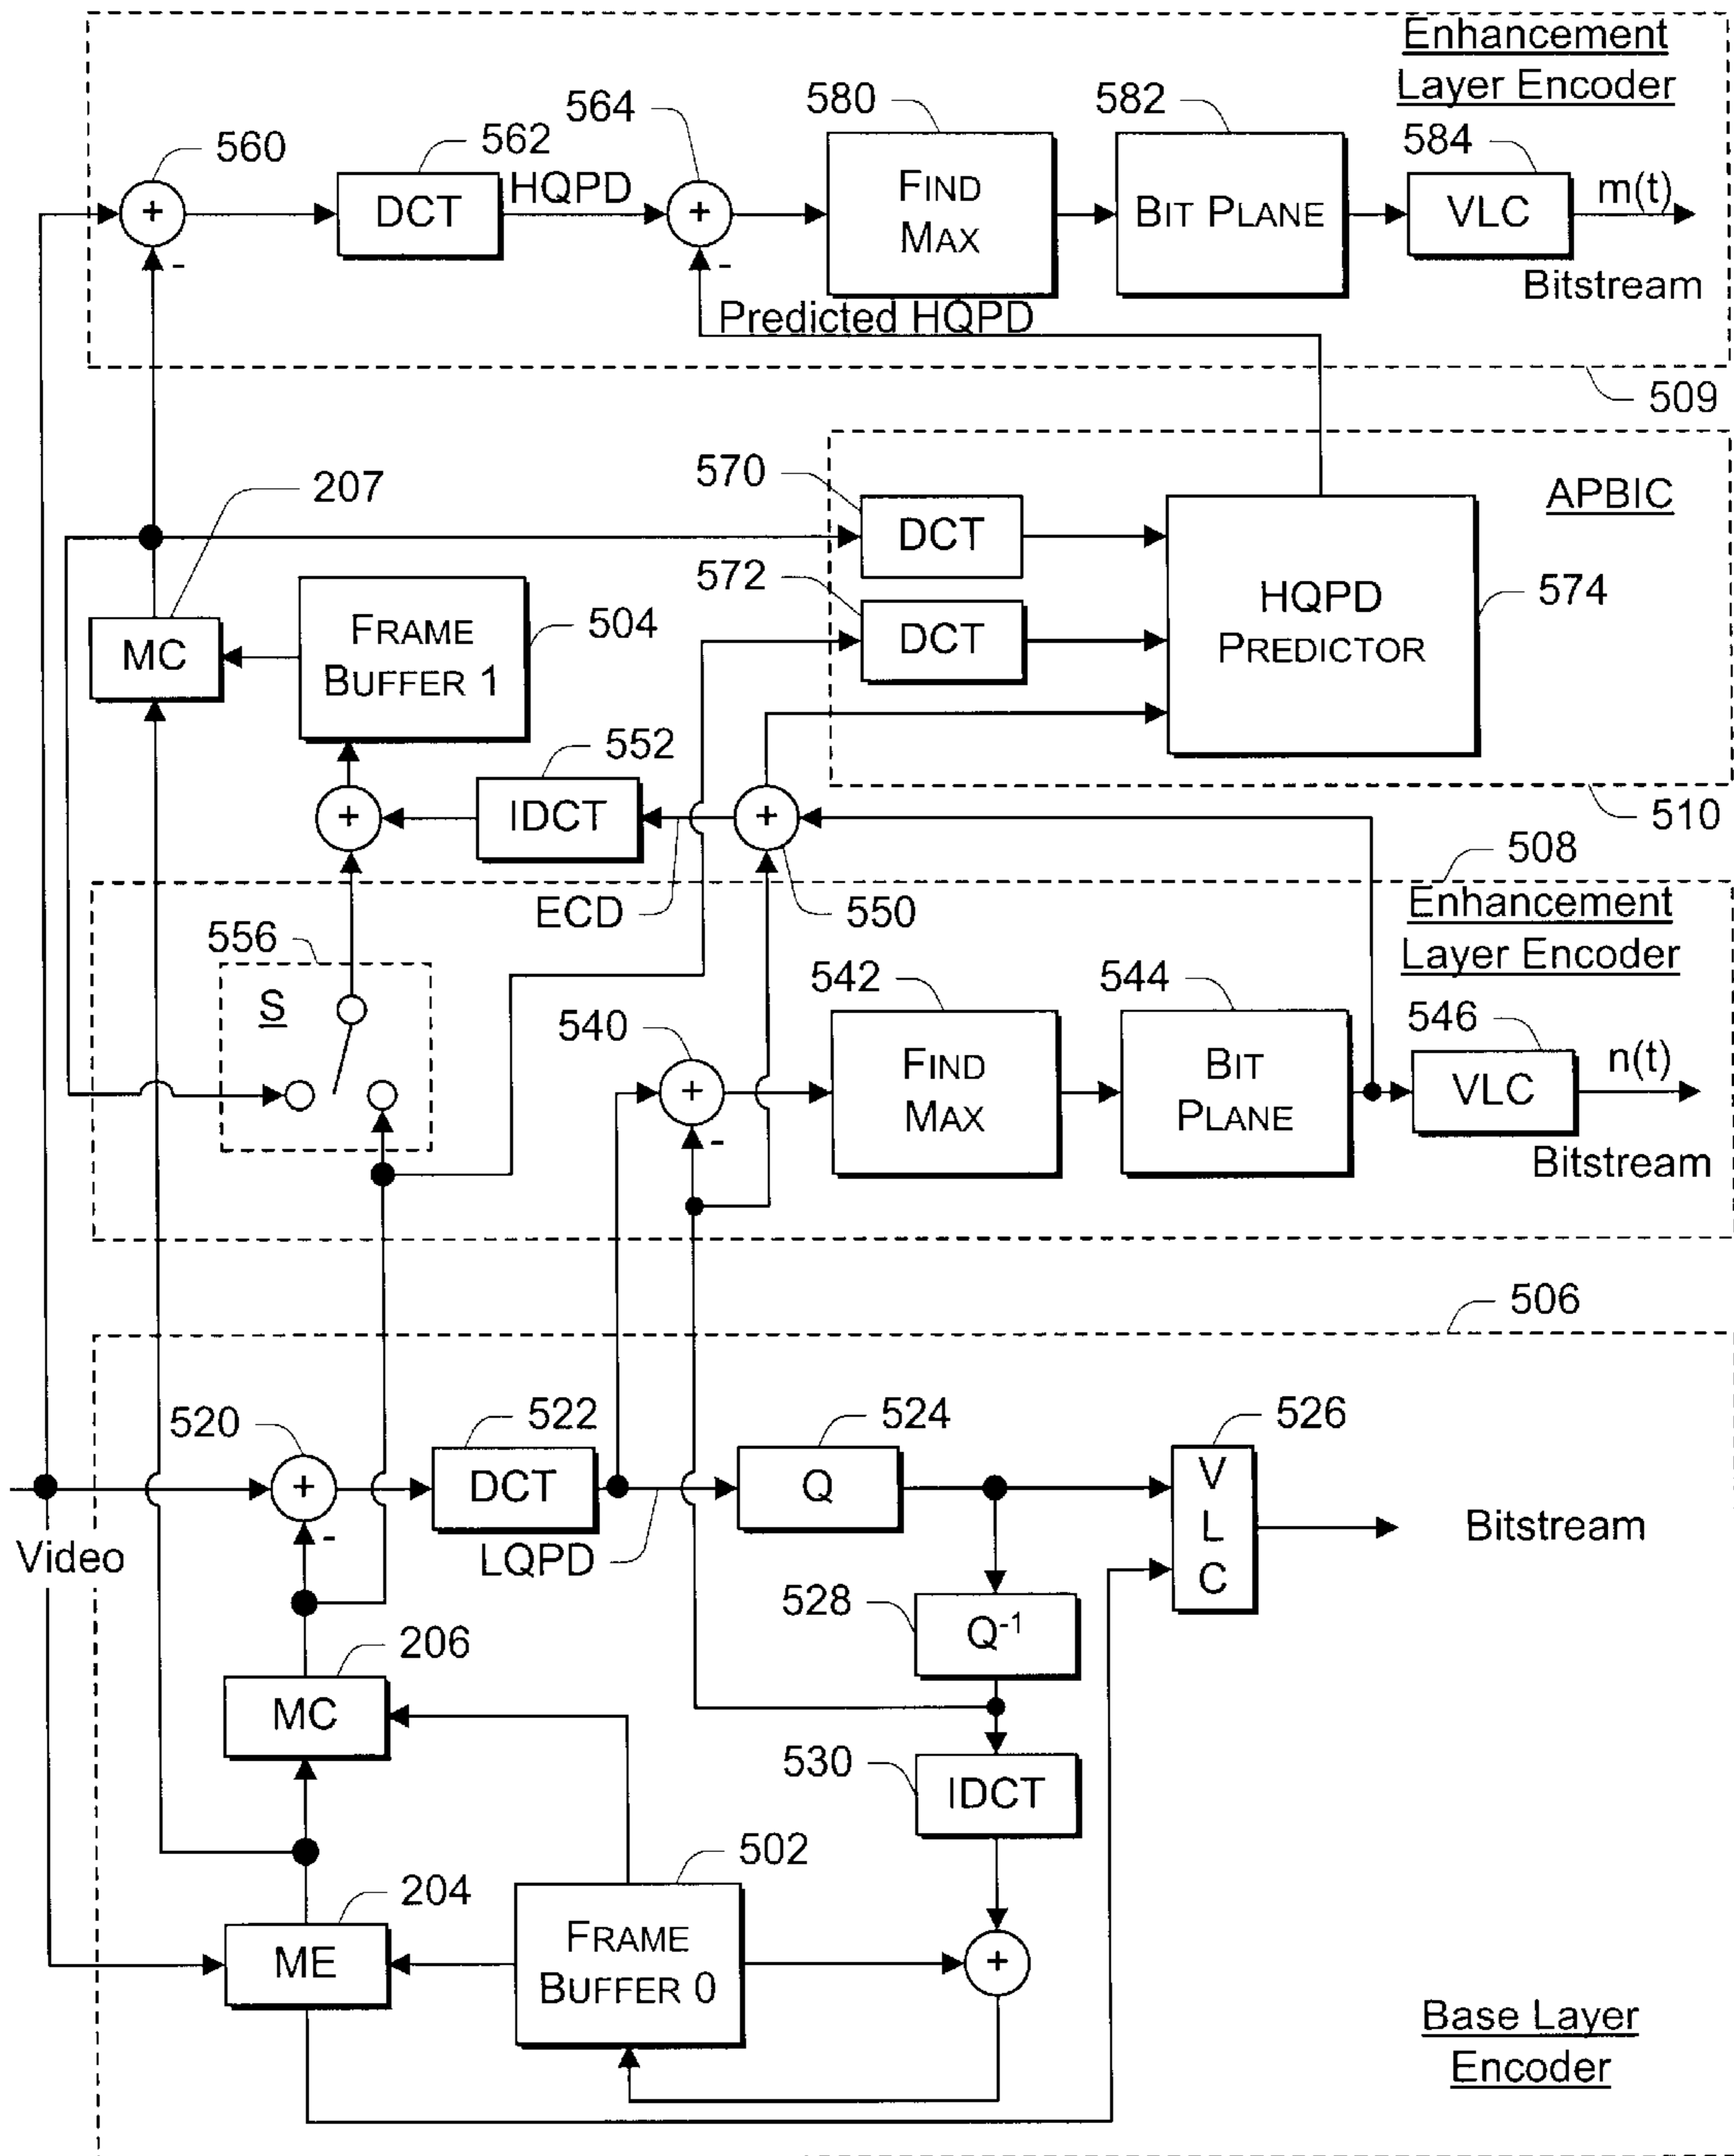 Enhancement
Layer Encoder
564
580
582
584
560
562
HQPD
m(t)
+
DCT
+
FIND
MAX
BIT PLANE
VLC
-
-
Bitstream
Predicted HQPD
509
207
570
APBIC
DCT
572
HQPD
PREDICTOR
574
FRAME
BUFFER 1
504
MC
DCT
552
+
IDCT
+
510
508
ECD
550
Enhancement
Layer Encoder
556
S
542
544
540
546
n(t)
+
FIND
MAX
BIT
PLANE
VLC
-
Bitstream
506
520
522
524
526
+
DCT
Q
V
L
C
Bitstream
-
Video
LQPD
528
Q-1
206
MC
530
IDCT
502
204
ME
FRAME
BUFFER 0
+
Base Layer
Encoder